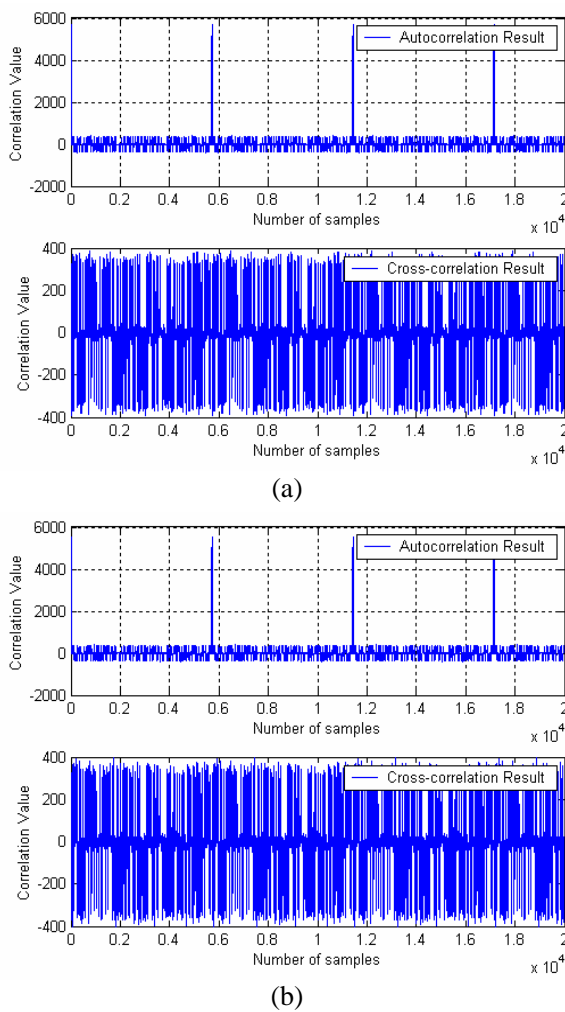 6000
4000
2000
0
-2000
Correlation Value
Autocorrelation Result
0 0.2 0.4 0.6 0.8 1 1.2 1.4 1.6 1.8 2
Number of samples
x 10^4
400
200
0
-200
-400
Correlation Value
Cross-correlation Result
0 0.2 0.4 0.6 0.8 1 1.2 1.4 1.6 1.8 2
Number of samples
x 10^4
(a)
6000
4000
2000
0
-2000
Correlation Value
Autocorrelation Result
0 0.2 0.4 0.6 0.8 1 1.2 1.4 1.6 1.8 2
Number of samples
x 10^4
400
200
0
-200
-400
Correlation Value
Cross-correlation Result
0 0.2 0.4 0.6 0.8 1 1.2 1.4 1.6 1.8 2
Number of samples
x 10^4
(b)